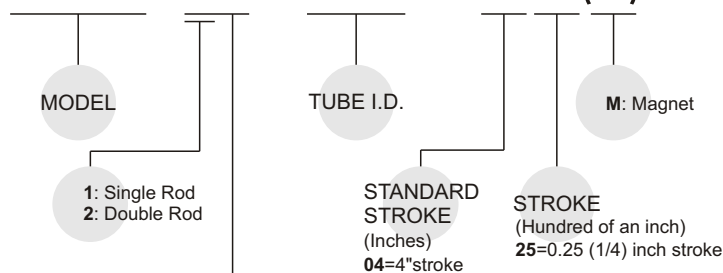 MODEL
TUBE I.D.
M: Magnet
1: Single Rod
2: Double Rod
STANDARD
STROKE
(Inches)
04=4"stroke
STROKE
(Hundred of an inch)
25=0.25 (1/4) inch stroke